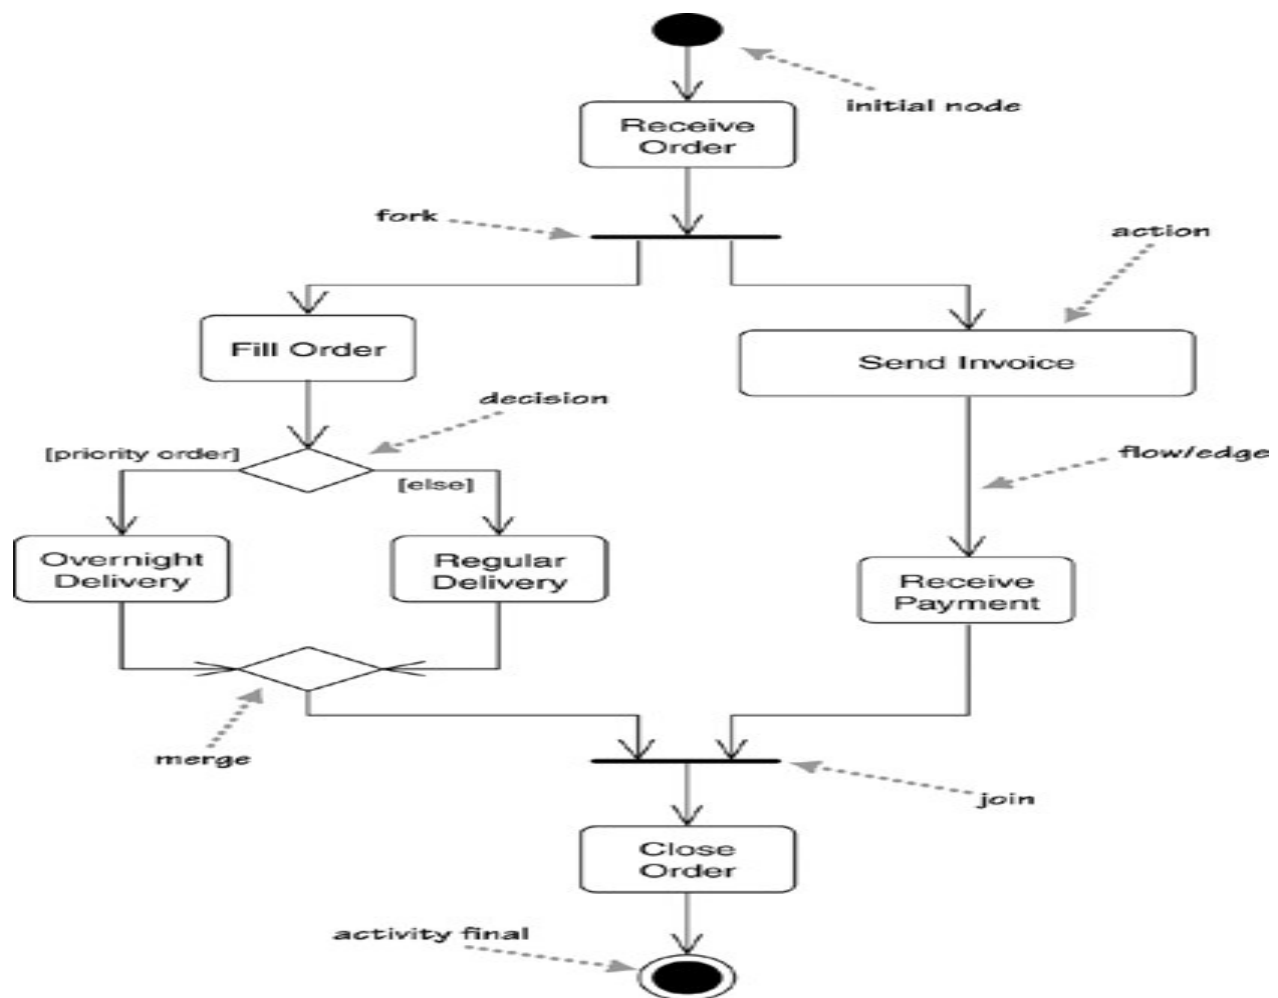 initial node
Receive
Order
fork
action
Fill Order
Send Invoice
decision
[priority order]
[else]
flow/edge
Overnight
Delivery
Regular
Delivery
Receive
Payment
merge
join
Close
Order
activity final